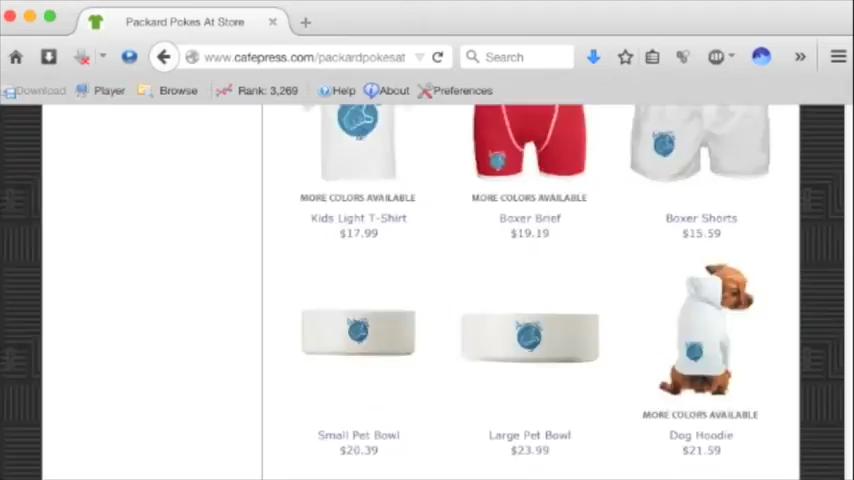 Packard Pokes At Store
www.cafepress.com/packardpokesat
Search
Download Player Browse Rank: 3,269 Help About Preferences
MORE COLORS AVAILABLE MORE COLORS AVAILABLE
Kids Light T-Shirt Boxer Brief Boxer Shorts
$17.99 $19.19 $15.59
MORE COLORS AVAILABLE
Small Pet Bowl Large Pet Bowl Dog Hoodie
$20.39 $23.99 $21.59